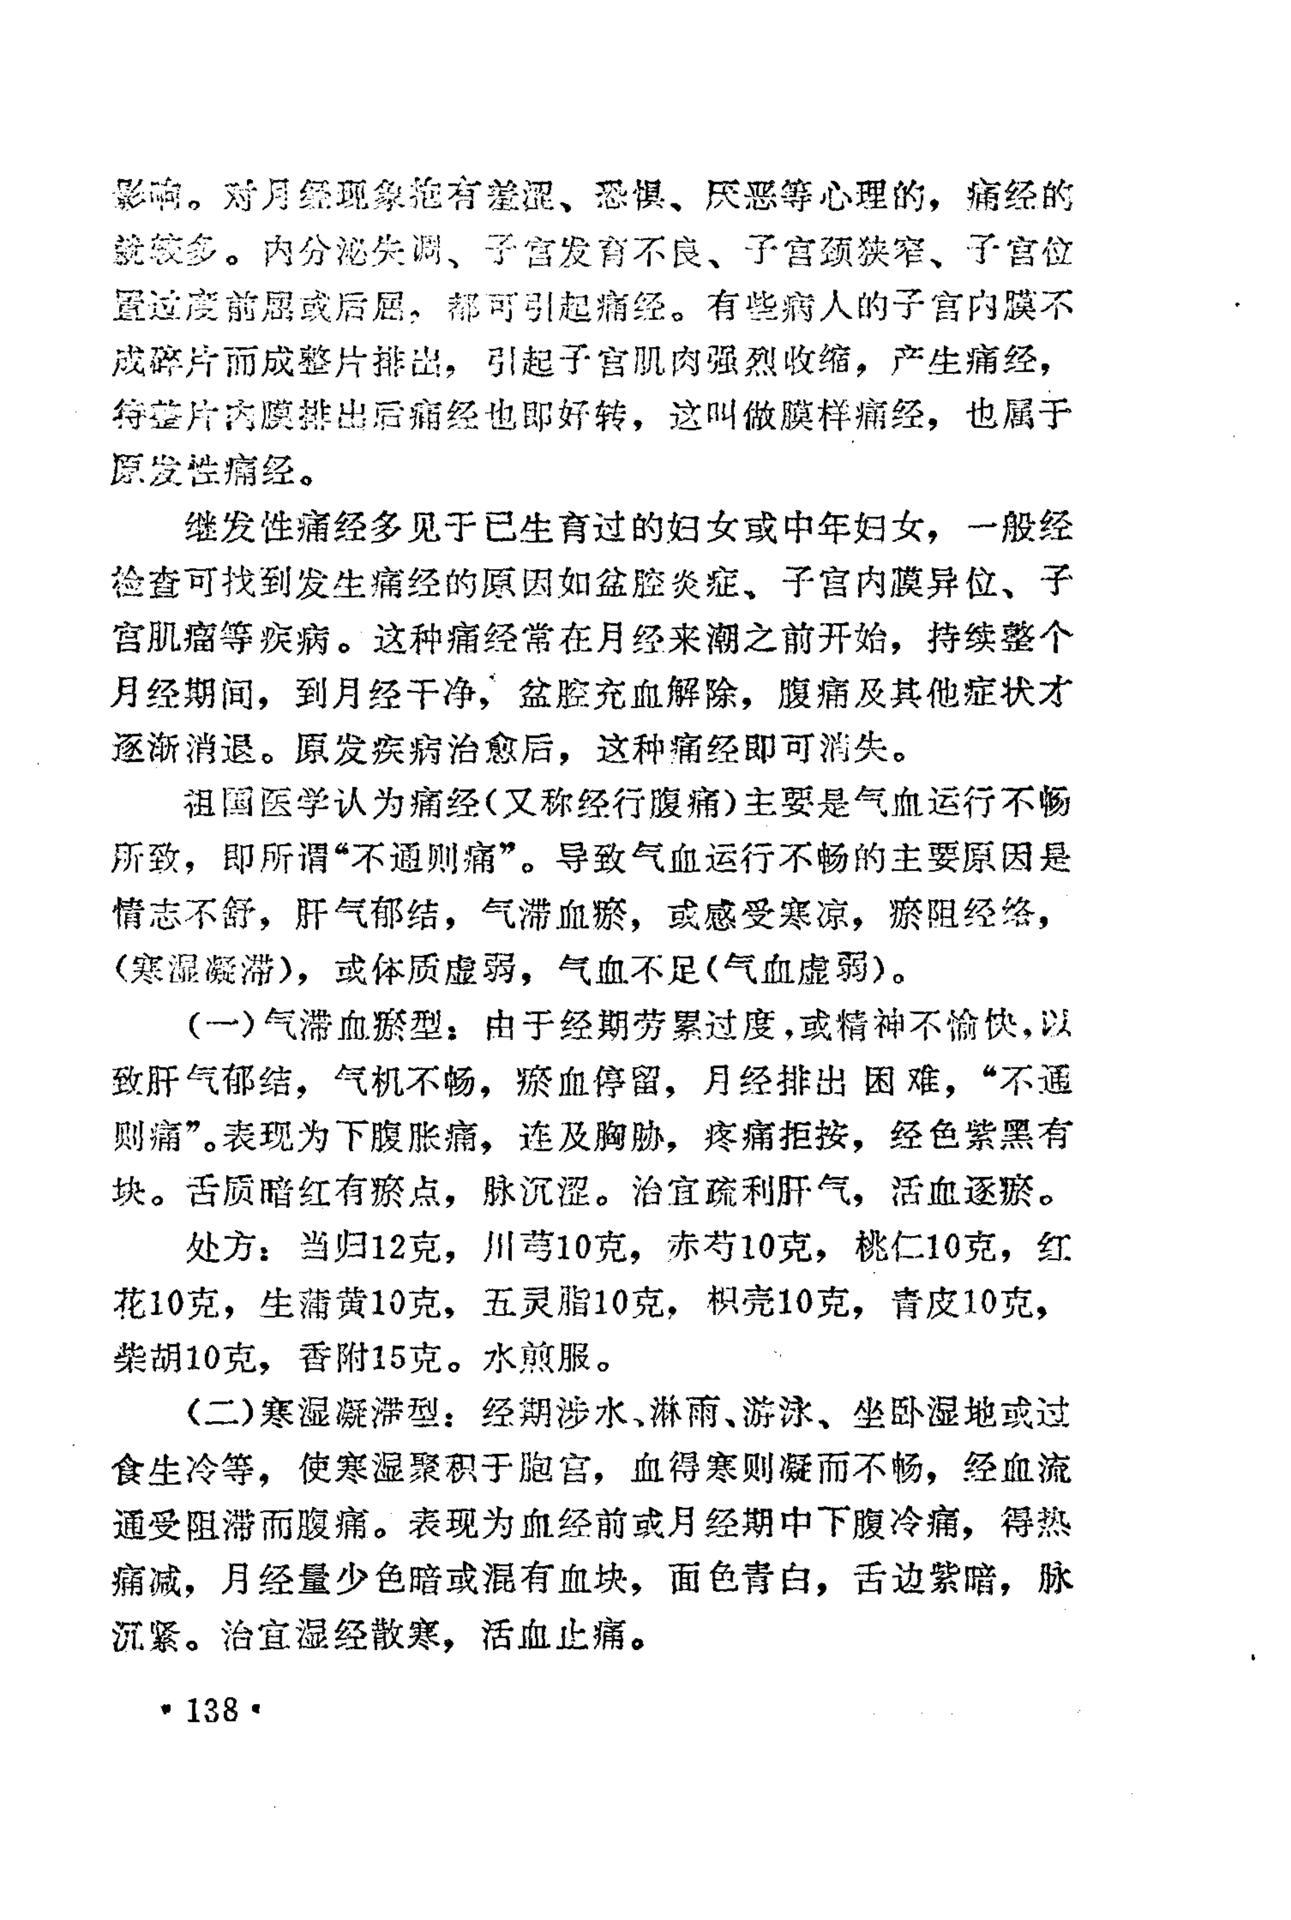 影响。对月经现象抱有羞涩、恐惧、厌恶等心理的，痛经的
就较多。内分泌失调、子宫发育不良、子宫颈狭窄、子宫位
置过度前屈或后屈，都可引起痛经。有些病人的子宫内膜不
成碎片而成整片排出，引起子宫肌肉强烈收缩，产生痛经，
待整片内膜排出后痛经也即好转，这叫做膜样痛经，也属于
原发性痛经。
继发性痛经多见于已生育过的妇女或中年妇女，一般经
检查可找到发生痛经的原因如盆腔炎症、子宫内膜异位、子
宫肌瘤等疾病。这种痛经常在月经来潮之前开始，持续整个
月经期间，到月经干净，盆腔充血解除，腹痛及其他症状才
逐渐消退。原发疾病治愈后，这种痛经即可消失。
祖国医学认为痛经(又称经行腹痛)主要是气血运行不畅
所致，即所谓“不通则痛”。导致气血运行不畅的主要原因是
情志不舒，肝气郁结，气滞血瘀，或感受寒凉，瘀阻经络，
(寒湿凝滞)，或体质虚弱，气血不足(气血虚弱)。
(一)气滞血瘀型：由于经期劳累过度，或精神不愉快，以
致肝气郁结，气机不畅，瘀血停留，月经排出困难，“不通
则痛”。表现为下腹胀痛，连及胸胁，疼痛拒按，经色紫黑有
块。舌质暗红有瘀点，脉沉涩。治宜疏利肝气，活血逐瘀。
处方：当归12克，川芎10克，赤芍10克，桃仁10克，红
花10克，生蒲黄10克，五灵脂10克，枳壳10克，青皮10克，
柴胡10克，香附15克。水煎服。
(二)寒湿凝滞型：经期涉水、淋雨、游泳、坐卧湿地或过
食生冷等，使寒湿聚积于胞宫，血得寒则凝而不畅，经血流
通受阻滞而腹痛。表现为血经前或月经期中下腹冷痛，得热
痛减，月经量少色暗或混有血块，面色青白，舌边紫暗，脉
沉紧。治宜湿经散寒，活血止痛。
·138·